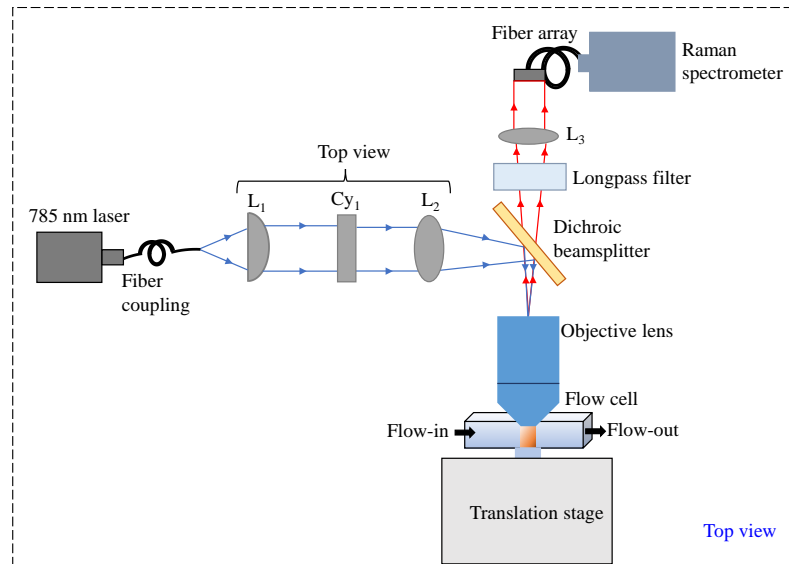 Fiber array
Raman
spectrometer
L3
Top view
Longpass filter
L1
Cy1
L2
785 nm laser
Dichroic
beamsplitter
Fiber
coupling
Objective lens
Flow cell
Flow-in
Flow-out
Translation stage
Top view